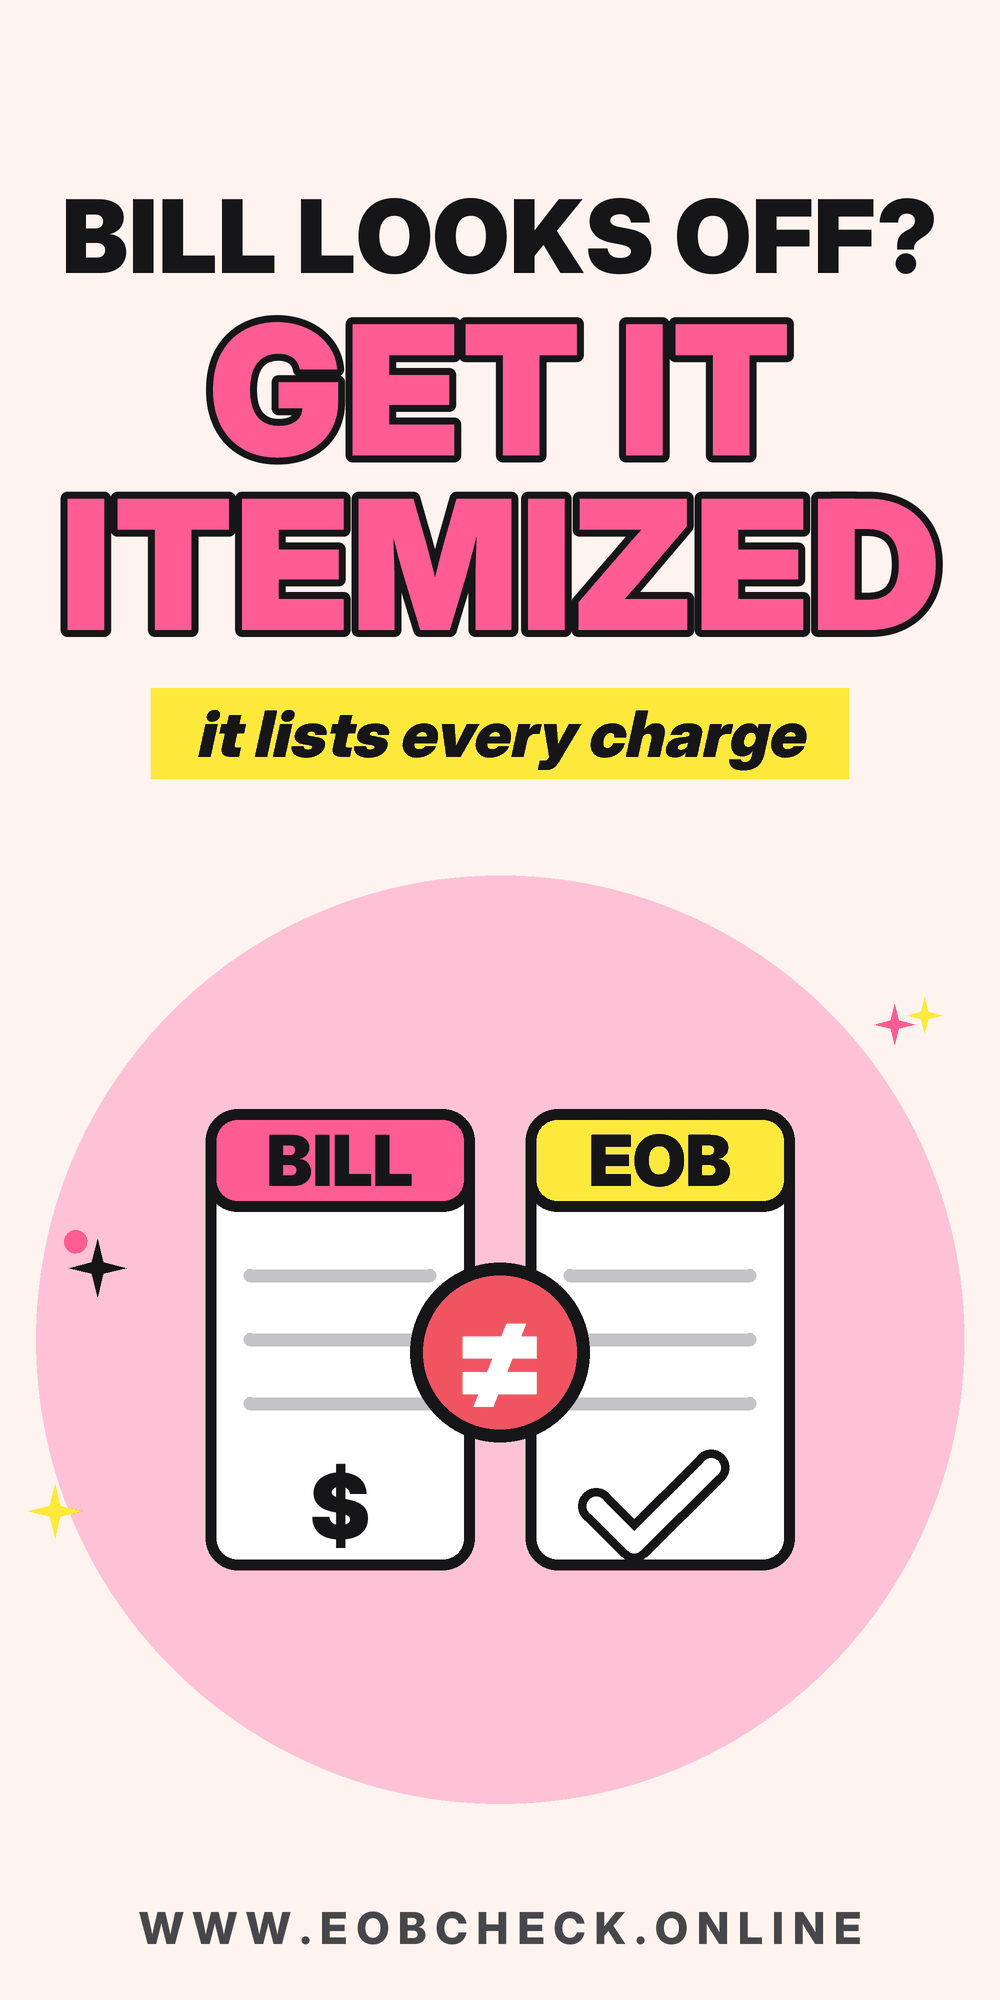 BILL LOOKS OFF?
GET IT
ITEMIZED
it lists every charge
BILL
EOB
≠
$
WWW.EOBCHECK.ONLINE